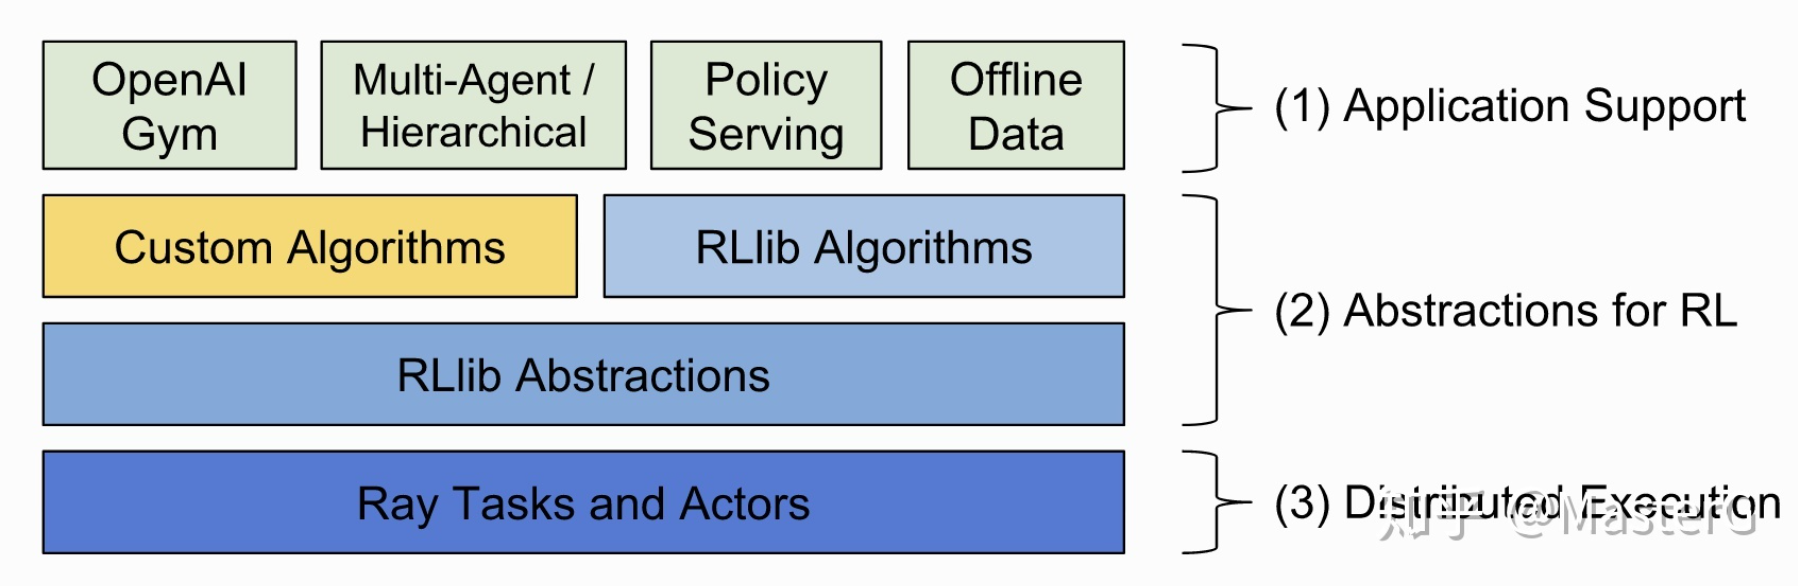 OpenAI
Gym
Multi-Agent /
Hierarchical
Policy
Serving
Offline
Data
(1) Application Support
Custom Algorithms
RLlib Algorithms
(2) Abstractions for RL
RLlib Abstractions
Ray Tasks and Actors
(3) Distributed Execution
知乎 @MasterG